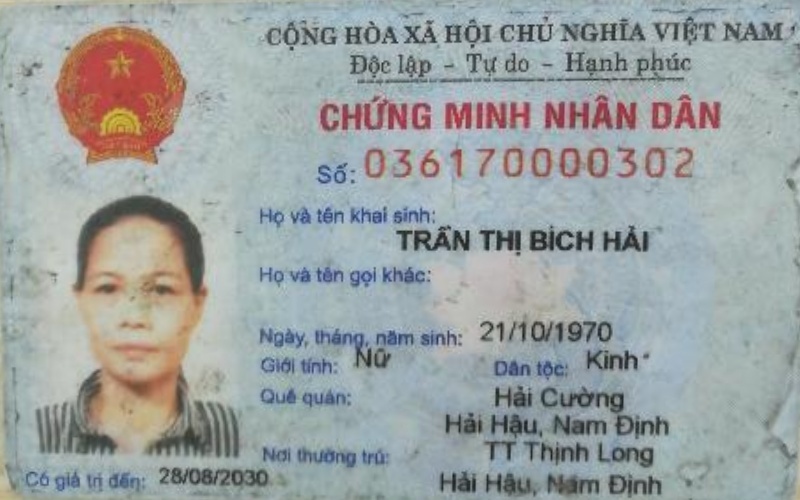 CỘNG HÒA XÃ HỘI CHỦ NGHĨA VIỆT NAM
Độc lập - Tự do - Hạnh phúc
CHỨNG MINH NHÂN DÂN
Số: 036170000302
Họ và tên khai sinh:
TRẦN THỊ BÍCH HẢI
Họ và tên gọi khác:
Ngày, tháng, năm sinh: 21/10/1970
Giới tính: Nữ Dân tộc: Kinh
Quê quán: Hải Cường
Hải Hậu, Nam Định
Nơi thường trú: TT Thịnh Long
Hải Hậu, Nam Định
Có giá trị đến: 28/08/2030